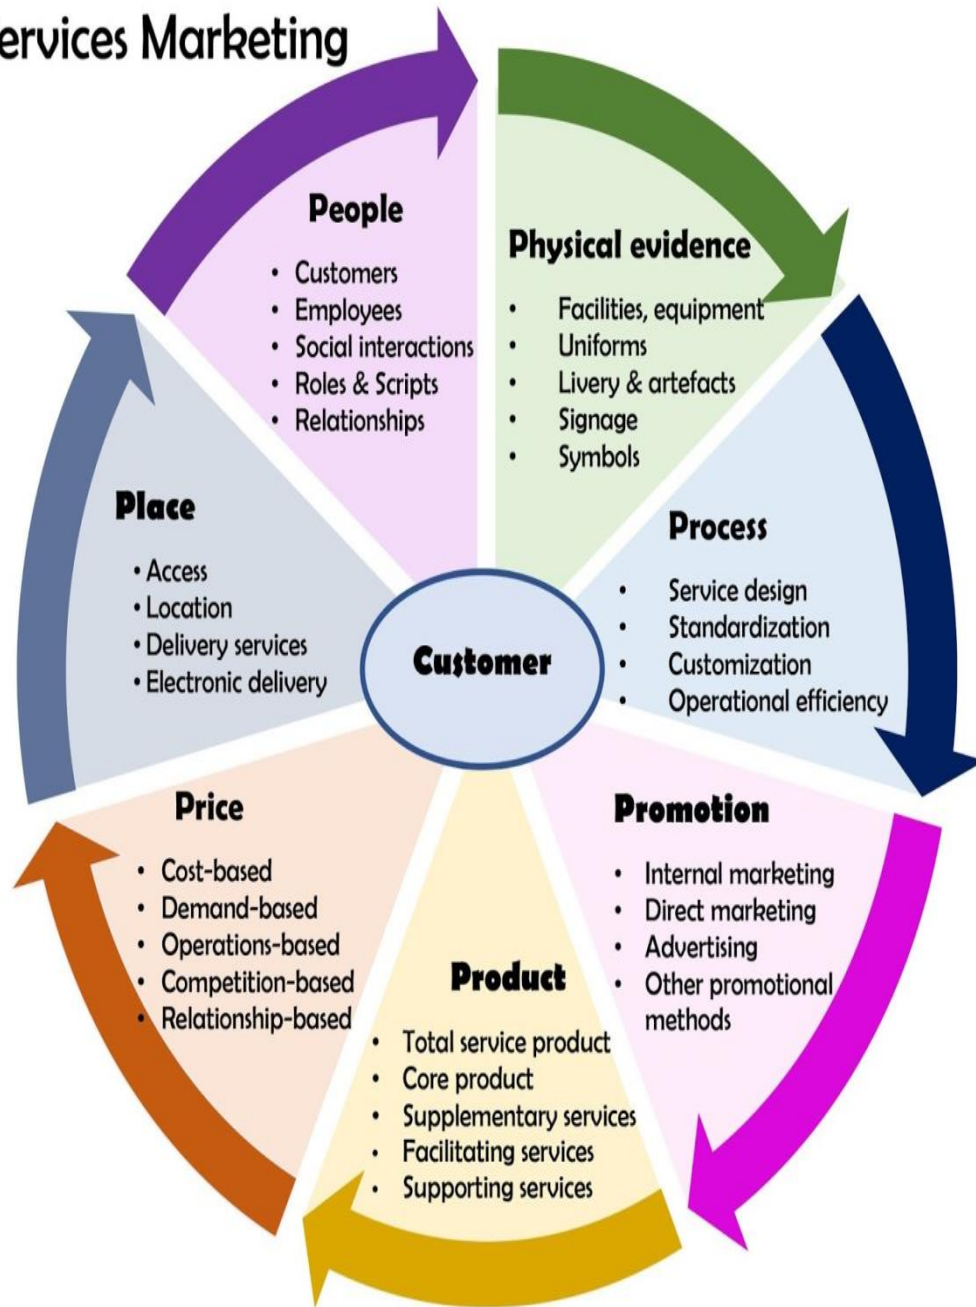 ervices Marketing
People
• Customers
• Employees
• Social interactions
• Roles & Scripts
• Relationships
Physical evidence
• Facilities, equipment
• Uniforms
• Livery & artefacts
• Signage
• Symbols
Process
• Service design
• Standardization
• Customization
• Operational efficiency
Promotion
• Internal marketing
• Direct marketing
• Advertising
• Other promotional
methods
Product
• Total service product
• Core product
• Supplementary services
• Facilitating services
• Supporting services
Price
• Cost-based
• Demand-based
• Operations-based
• Competition-based
• Relationship-based
Place
• Access
• Location
• Delivery services
• Electronic delivery
Customer